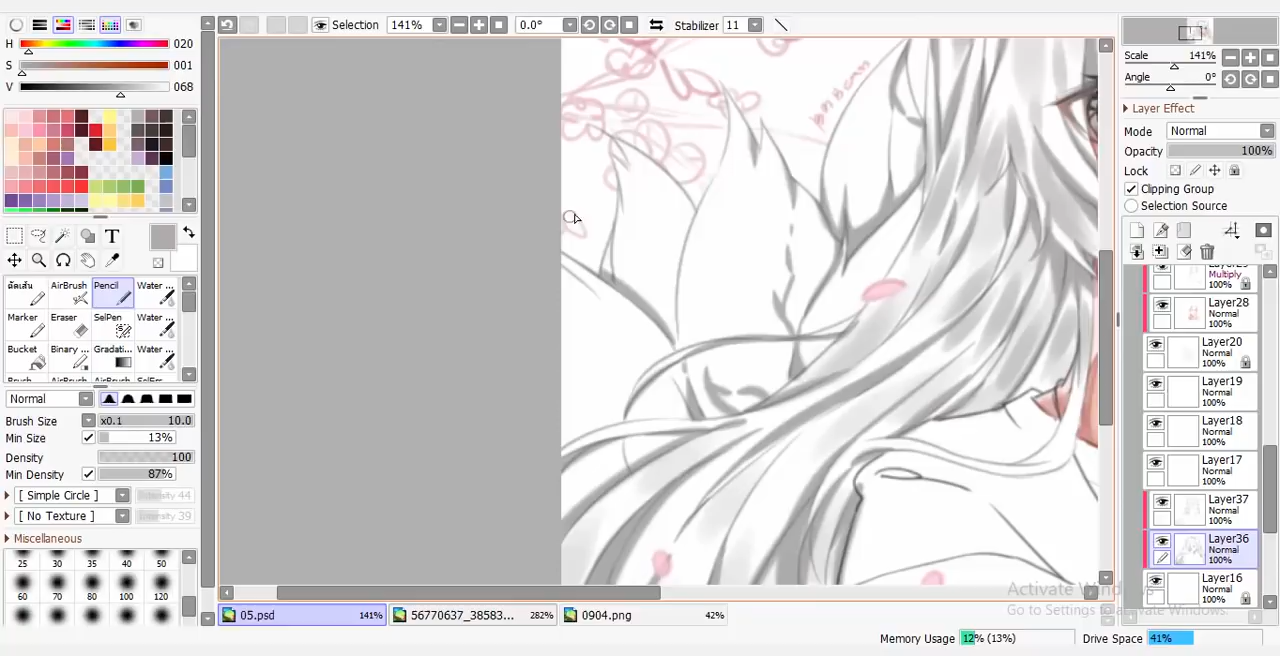 Selection 141% 0.0° Stabilizer 11
H 020
S 001
V 068
T
ตัดเส้น AirBrush Pencil Water ...
Marker Eraser SelPen Water ...
Bucket Binary ... Gradati... Water ...
Normal
Brush Size x0.1 10.0
Min Size 13%
Density 100
Min Density 87%
[ Simple Circle ] Intensity 44
[ No Texture ] Intensity 39
Miscellaneous
25 30 35 40 50
60 70 80 100 120
05.psd 141% 56770637_38583... 282% 0904.png 42%
Memory Usage 12% (13%) Drive Space 41%
Scale 141%
Angle 0°
Layer Effect
Mode Normal
Opacity 100%
Lock
Clipping Group
Selection Source
Multiply
100%
Layer28
Normal
100%
Layer20
Normal
100%
Layer19
Normal
100%
Layer18
Normal
100%
Layer17
Normal
100%
Layer37
Normal
100%
Layer36
Normal
100%
Layer16
Normal
100%
Activate Windows
Go to Settings to activate Windows.